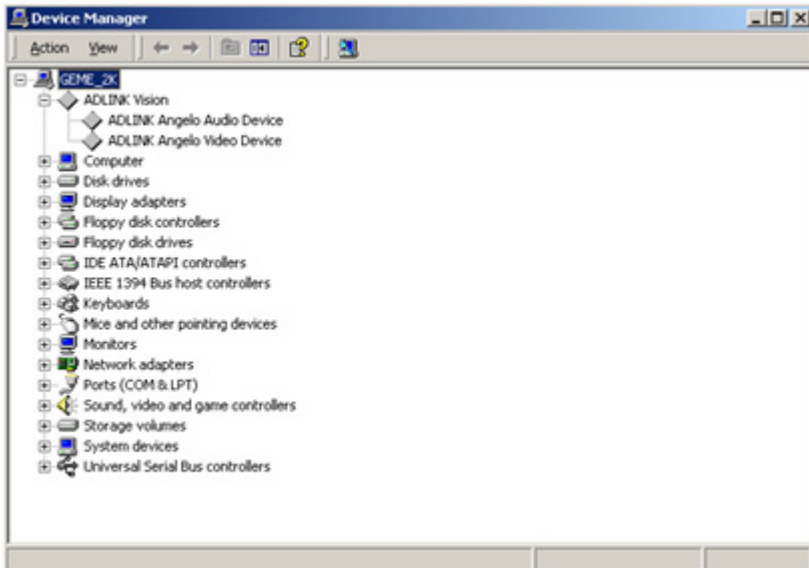 Device Manager
Action View
GEME_2K
ADLINK Vision
ADLINK Angelo Audio Device
ADLINK Angelo Video Device
Computer
Disk drives
Display adapters
Floppy disk controllers
Floppy disk drives
IDE ATA/ATAPI controllers
IEEE 1394 Bus host controllers
Keyboards
Mice and other pointing devices
Monitors
Network adapters
Ports (COM & LPT)
Sound, video and game controllers
Storage volumes
System devices
Universal Serial Bus controllers